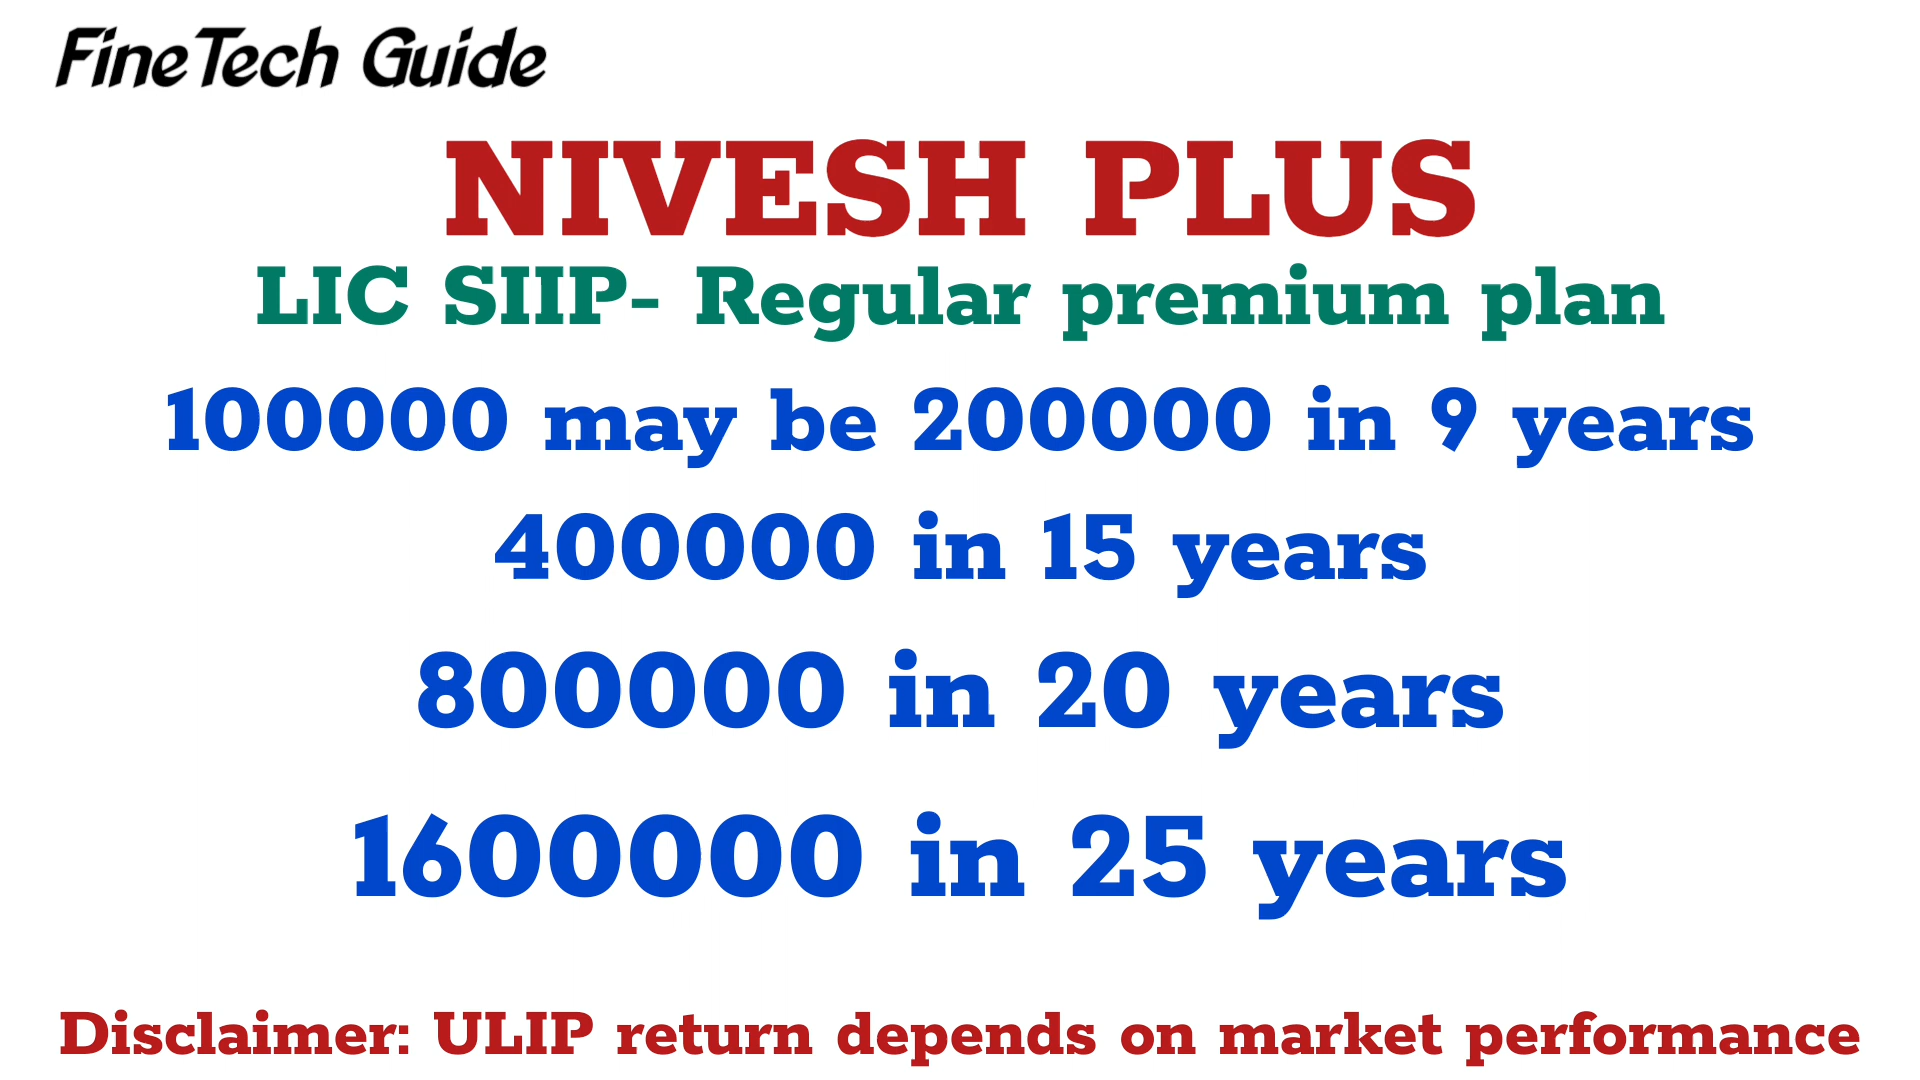 FineTech Guide
NIVESH PLUS
LIC SIIP- Regular premium plan
100000 may be 200000 in 9 years
400000 in 15 years
800000 in 20 years
1600000 in 25 years
Disclaimer: ULIP return depends on market performance